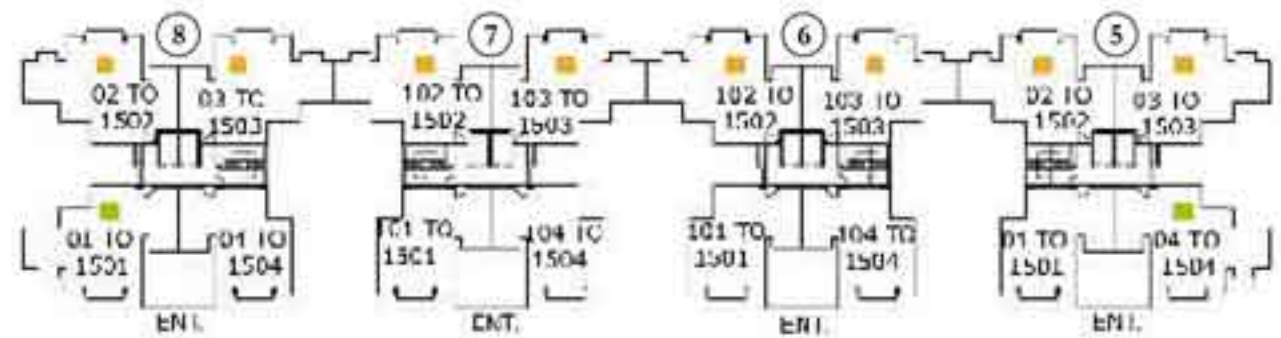 8
7
6
5
02 TO
1502
03 TO
1503
102 TO
1502
103 TO
1503
102 TO
1502
103 TO
1503
02 TO
1502
03 TO
1503
01 TO
1501
04 TO
1504
101 TO
1501
104 TO
1504
101 TO
1501
104 TO
1504
01 TO
1501
04 TO
1504
ENT.
ENT.
ENT.
ENT.